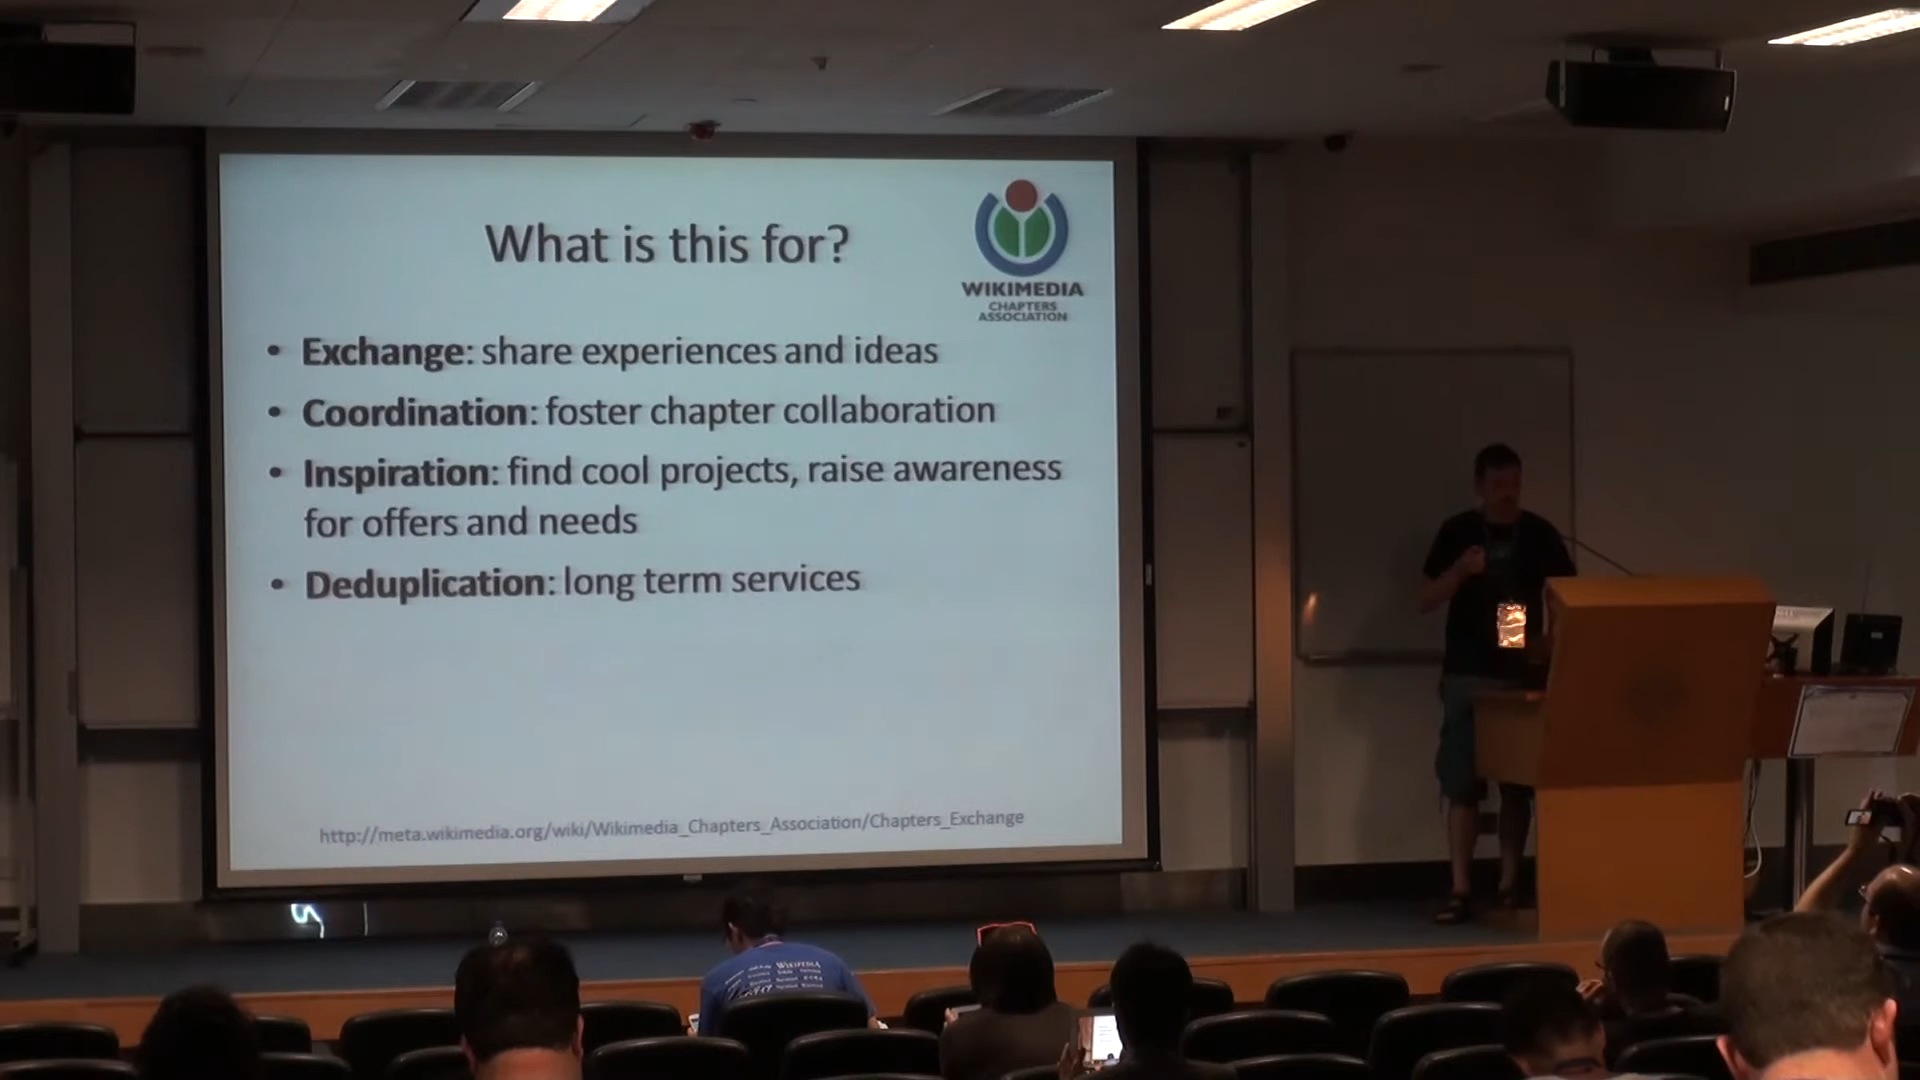 What is this for?
WIKIMEDIA
CHAPTERS
ASSOCIATION
• Exchange: share experiences and ideas
• Coordination: foster chapter collaboration
• Inspiration: find cool projects, raise awareness
for offers and needs
• Deduplication: long term services
http://meta.wikimedia.org/wiki/Wikimedia_Chapters_Association/Chapters_Exchange
WIKIPEDIA